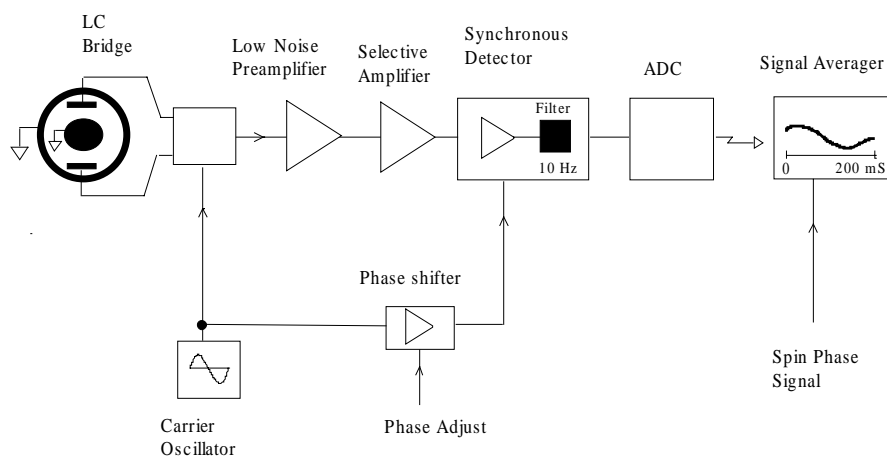 LC
Bridge
Low Noise
Preamplifier
Selective
Amplifier
Synchronous
Detector
ADC
Signal Averager
Filter
10 Hz
0 200 mS
Phase shifter
Carrier
Oscillator
Phase Adjust
Spin Phase
Signal